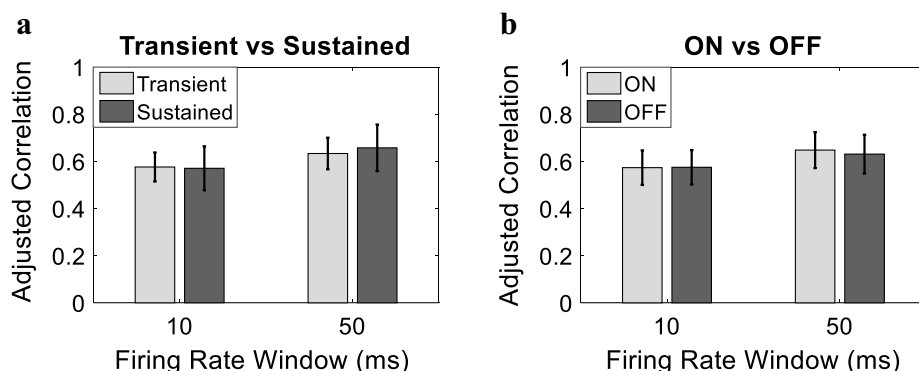 a
Transient vs Sustained
Adjusted Correlation
1
0.8
0.6
0.4
0.2
0
Transient
Sustained
10
50
Firing Rate Window (ms)
b
ON vs OFF
Adjusted Correlation
1
0.8
0.6
0.4
0.2
0
ON
OFF
10
50
Firing Rate Window (ms)